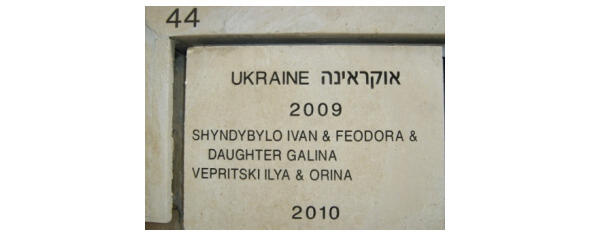 44
UKRAINE אוקראינה
2009
SHYNDYBYLO IVAN & FEODORA &
DAUGHTER GALINA
VEPRITSKI ILYA & ORINA
2010